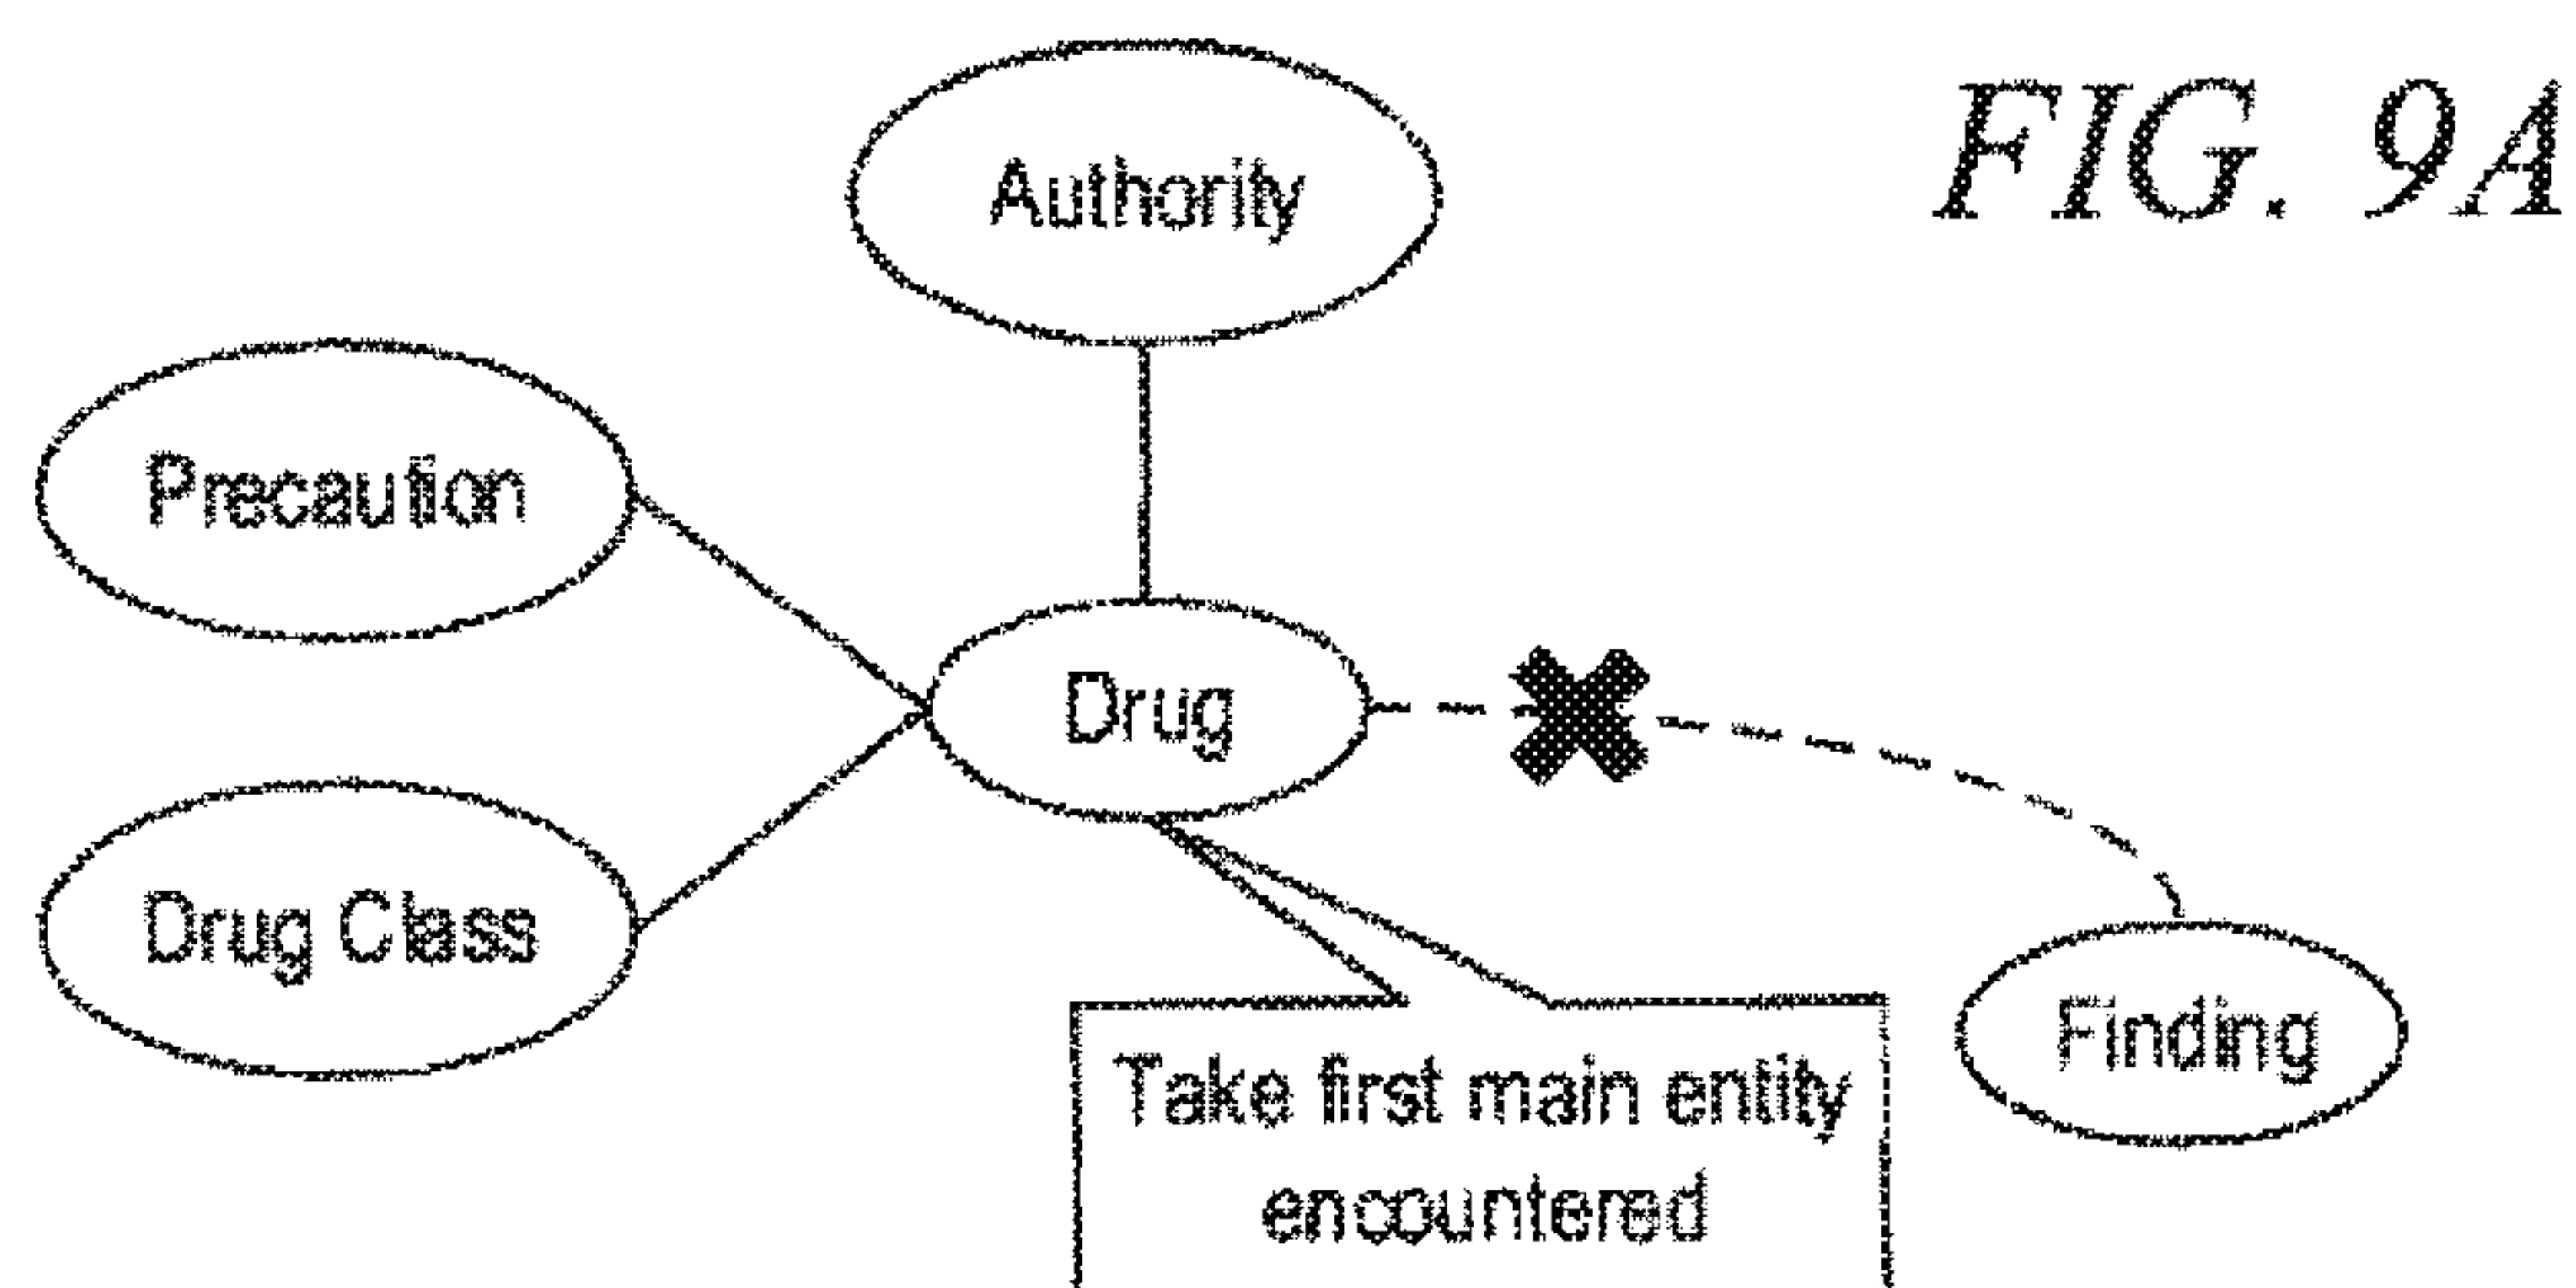 FIG. 9A
Authority
Precaution
Drug
Drug Class
Finding
Take first main entity
encountered